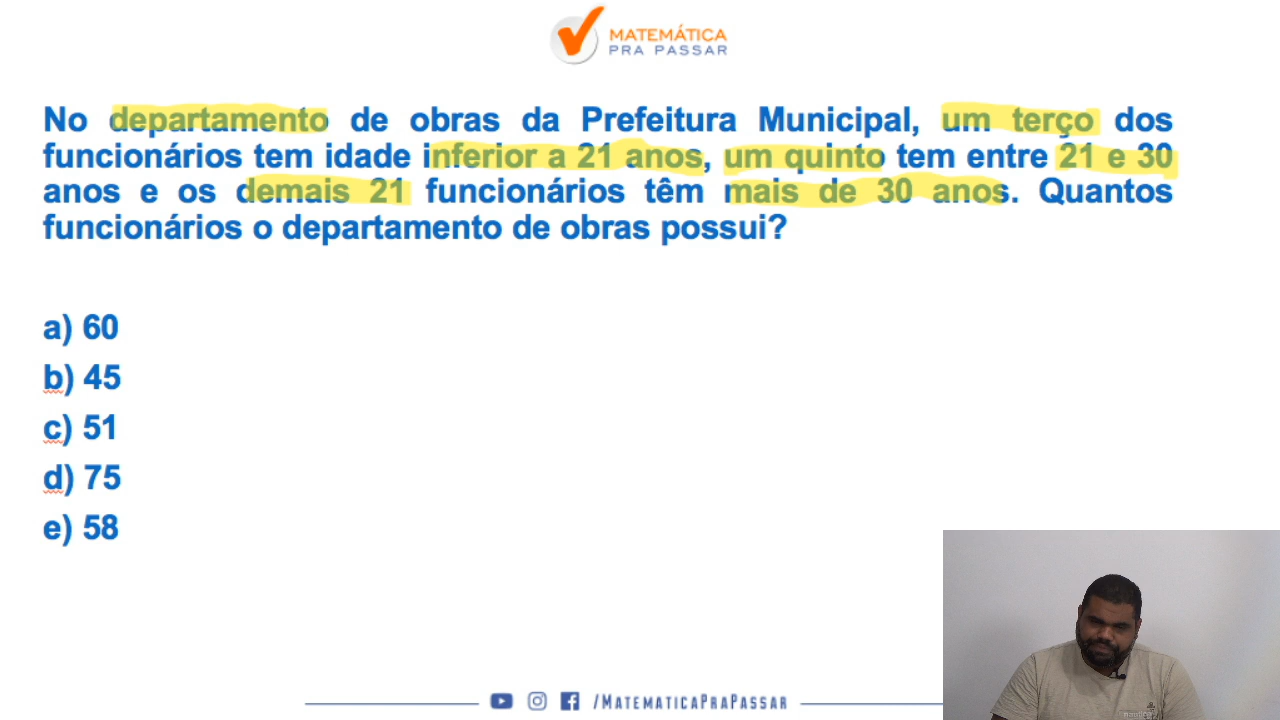 MATEMÁTICA
PRA PASSAR
No departamento de obras da Prefeitura Municipal, um terço dos
funcionários tem idade inferior a 21 anos, um quinto tem entre 21 e 30
anos e os demais 21 funcionários têm mais de 30 anos. Quantos
funcionários o departamento de obras possui?
a) 60
b) 45
c) 51
d) 75
e) 58
/MATEMATICAPRAPASSAR